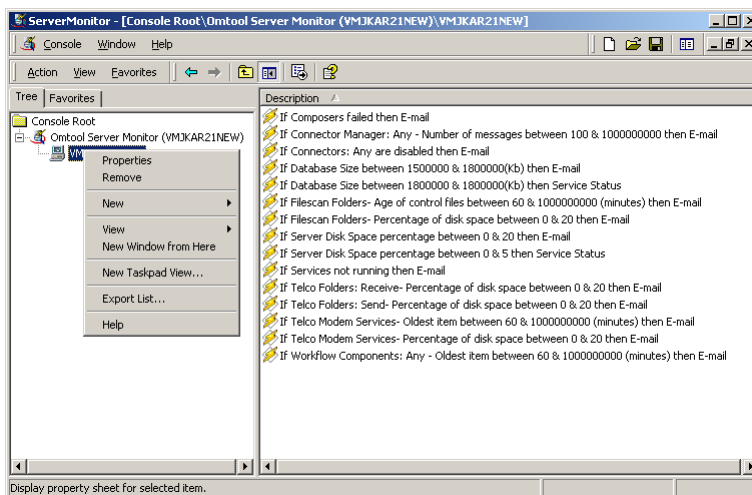 ServerMonitor - [Console Root\Omtool Server Monitor (VMJKAR21NEW)\VMJKAR21NEW]
Console Window Help
Action View Favorites
Tree Favorites
Console Root
Omtool Server Monitor (VMJKAR21NEW)
VM
Properties
Remove
New
View
New Window from Here
New Taskpad View...
Export List...
Help
Description
If Composers failed then E-mail
If Connector Manager: Any - Number of messages between 100 & 1000000000 then E-mail
If Connectors: Any are disabled then E-mail
If Database Size between 1500000 & 1800000(Kb) then E-mail
If Database Size between 1800000 & 1800000(Kb) then Service Status
If Filescan Folders- Age of control files between 60 & 1000000000 (minutes) then E-mail
If Filescan Folders- Percentage of disk space between 0 & 20 then E-mail
If Server Disk Space percentage between 0 & 20 then E-mail
If Server Disk Space percentage between 0 & 5 then Service Status
If Services not running then E-mail
If Telco Folders: Receive- Percentage of disk space between 0 & 20 then E-mail
If Telco Folders: Send- Percentage of disk space between 0 & 20 then E-mail
If Telco Modem Services- Oldest item between 60 & 1000000000 (minutes) then E-mail
If Telco Modem Services- Percentage of disk space between 0 & 20 then E-mail
If Workflow Components: Any - Oldest item between 60 & 1000000000 (minutes) then E-mail
Display property sheet for selected item.